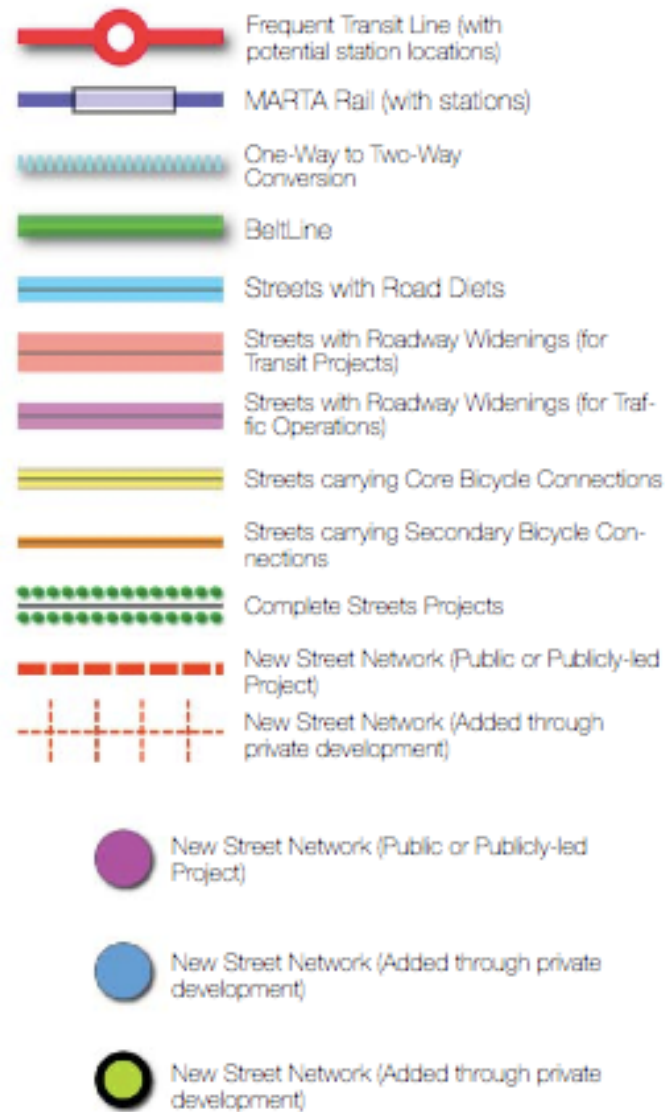 Frequent Transit Line (with
potential station locations)
MARTA Rail (with stations)
One-Way to Two-Way
Conversion
BeltLine
Streets with Road Diets
Streets with Roadway Widenings (for
Transit Projects)
Streets with Roadway Widenings (for Traf-
fic Operations)
Streets carrying Core Bicycle Connections
Streets carrying Secondary Bicycle Con-
nections
Complete Streets Projects
New Street Network (Public or Publicly-led
Project)
New Street Network (Added through
private development)
New Street Network (Public or Publicly-led
Project)
New Street Network (Added through private
development)
New Street Network (Added through private
development)